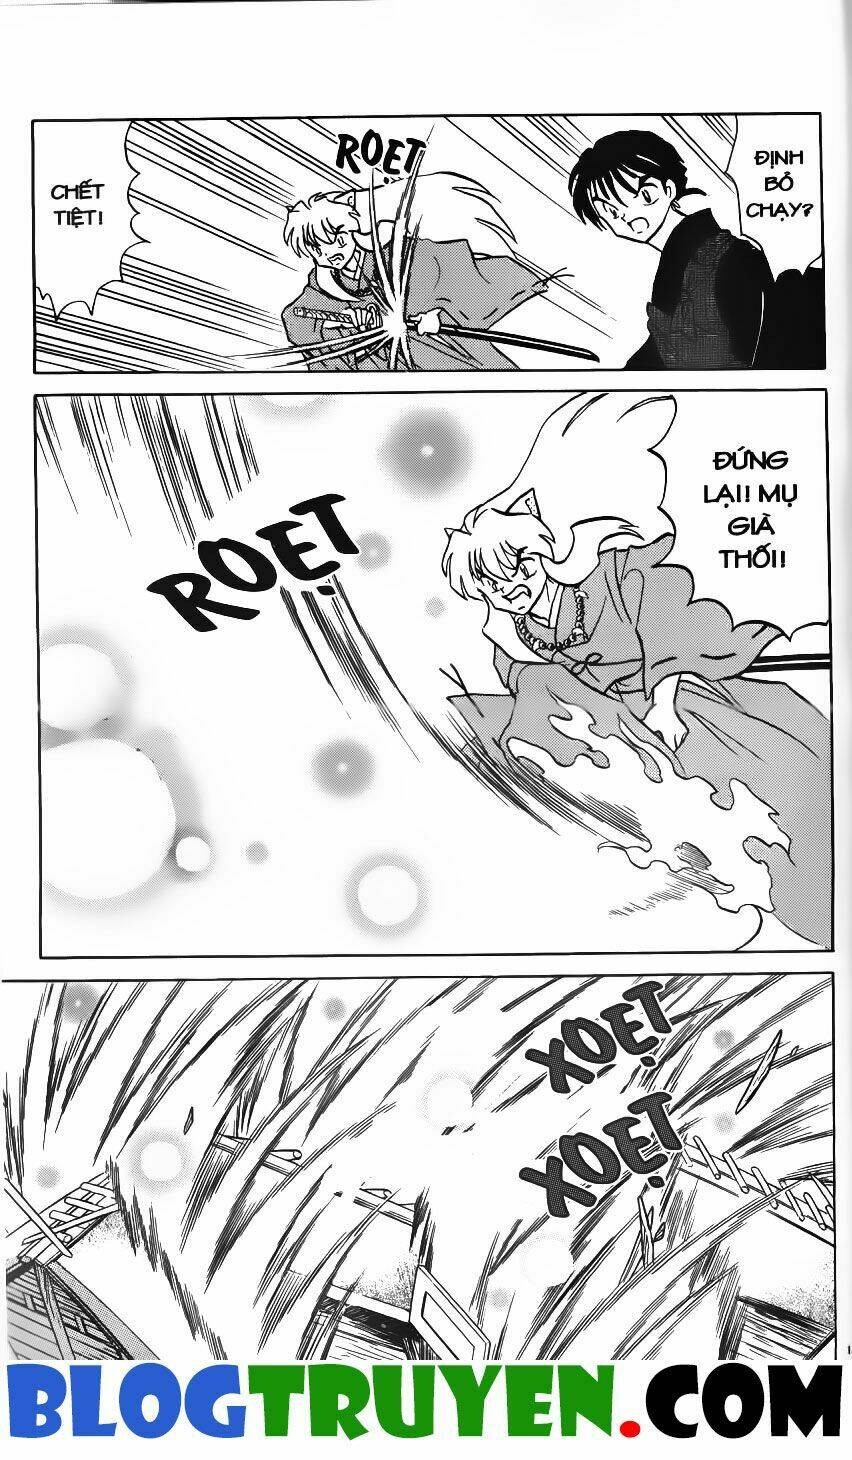 ĐỊNH
BỎ
CHẠY?
ROẸT
CHẾT
TIỆT!
ĐỨNG
LẠI! MỤ
GIÀ
THỐI!
ROẸT
XOẸT
XOẸT
BLOGTRUYEN.COM